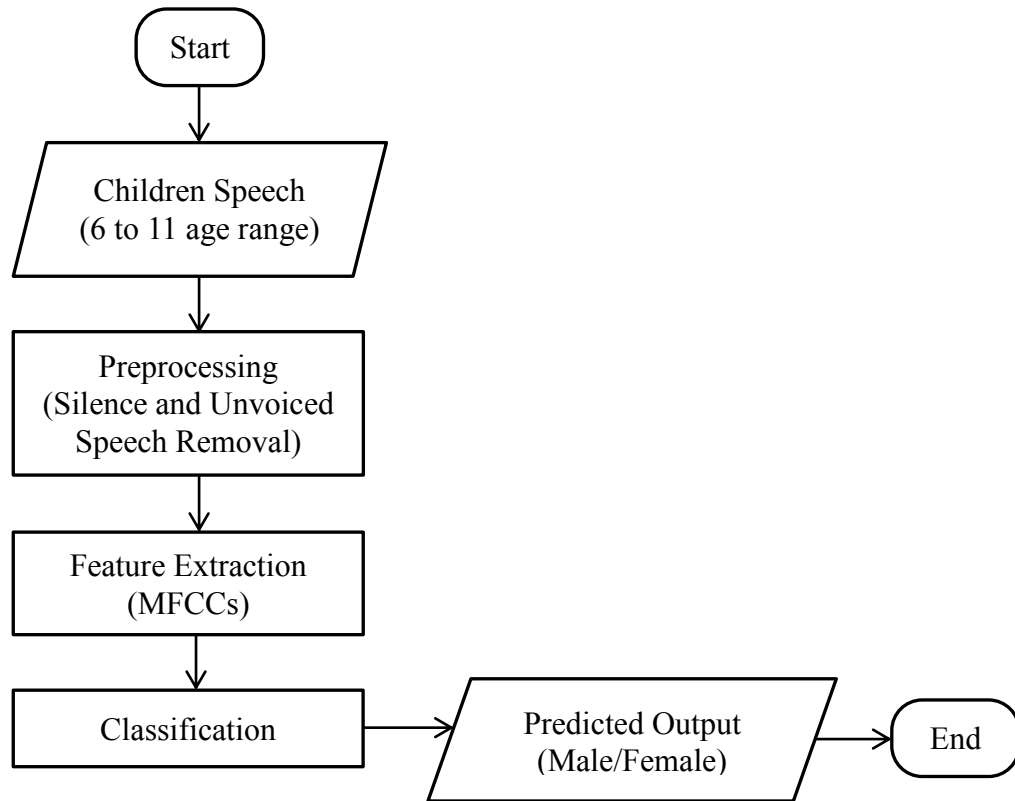 Start
Children Speech
(6 to 11 age range)
Preprocessing
(Silence and Unvoiced
Speech Removal)
Feature Extraction
(MFCCs)
Classification
Predicted Output
(Male/Female)
End